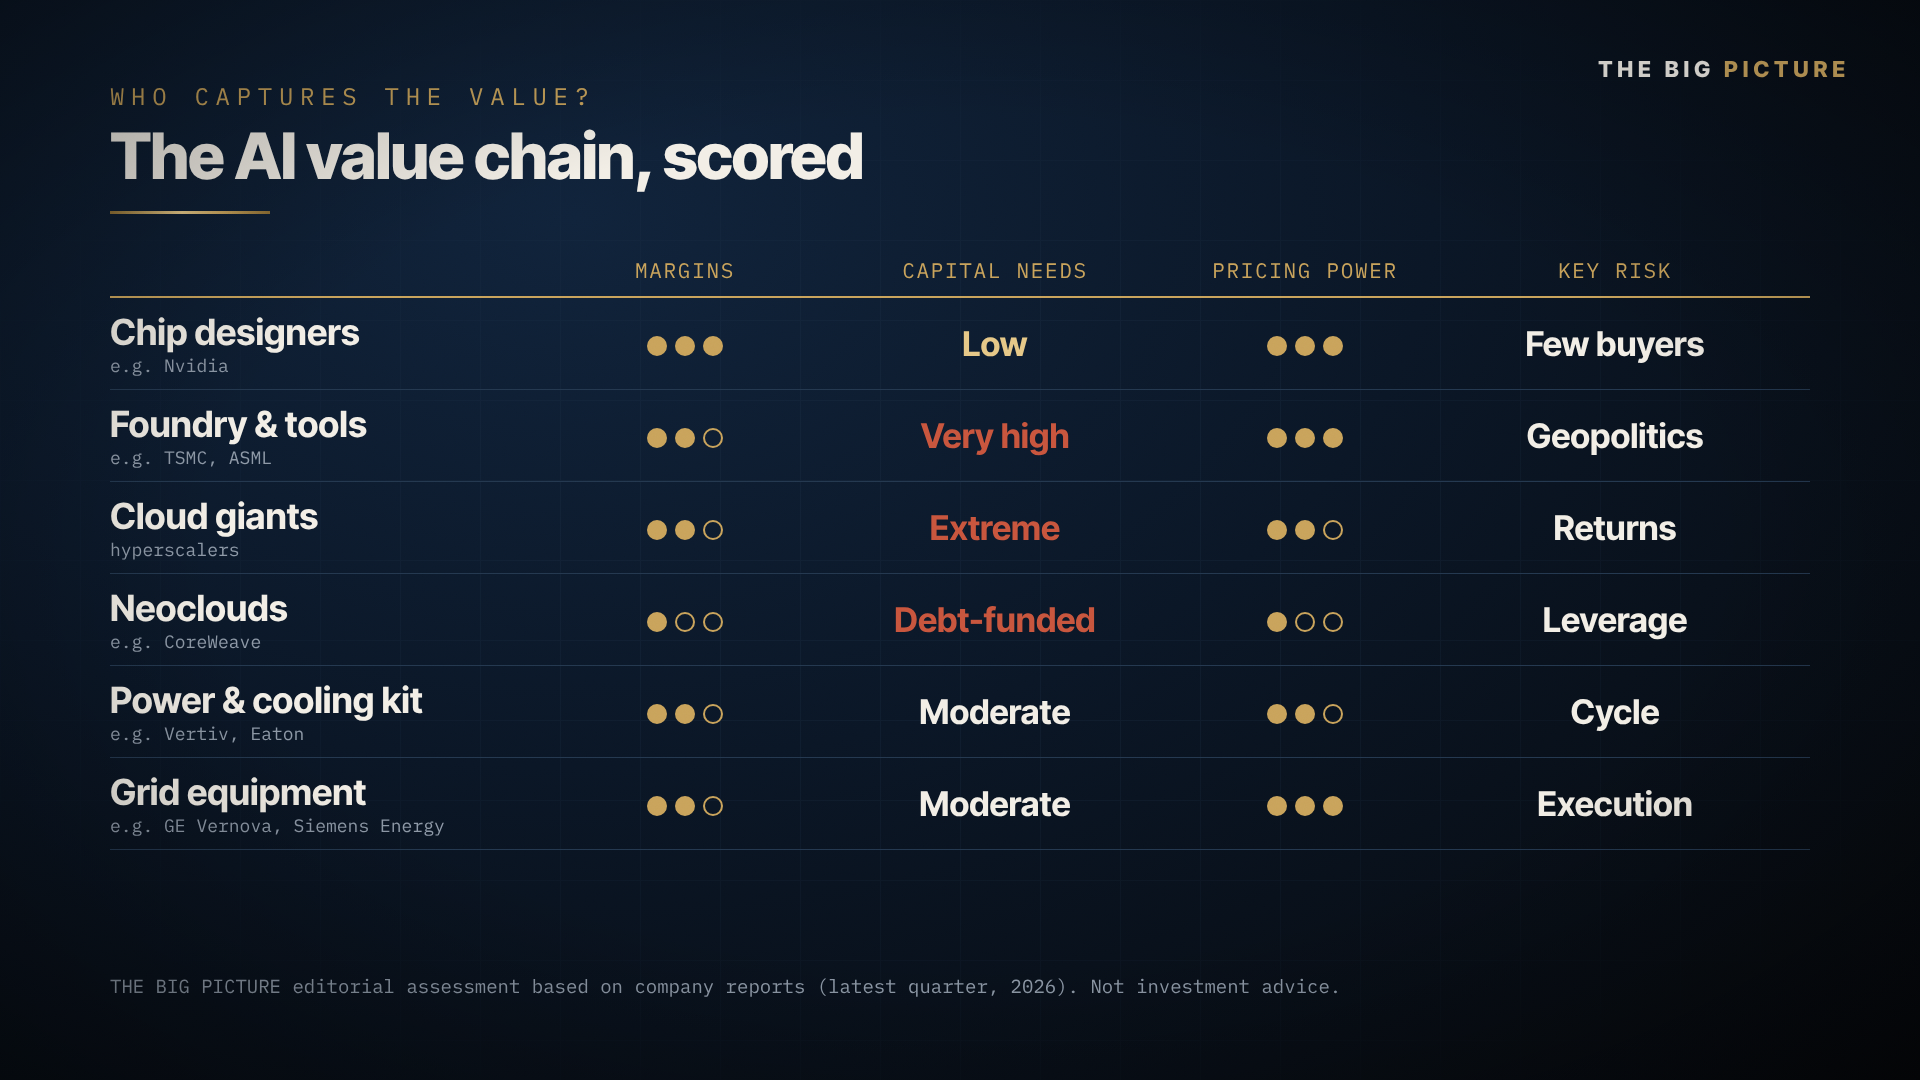 THE BIG PICTURE
WHO CAPTURES THE VALUE?
The AI value chain, scored
MARGINS CAPITAL NEEDS PRICING POWER KEY RISK
Chip designers Low Few buyers
e.g. Nvidia
Foundry & tools Very high Geopolitics
e.g. TSMC, ASML
Cloud giants Extreme Returns
hyperscalers
Neoclouds Debt-funded Leverage
e.g. CoreWeave
Power & cooling kit Moderate Cycle
e.g. Vertiv, Eaton
Grid equipment Moderate Execution
e.g. GE Vernova, Siemens Energy
THE BIG PICTURE editorial assessment based on company reports (latest quarter, 2026). Not investment advice.